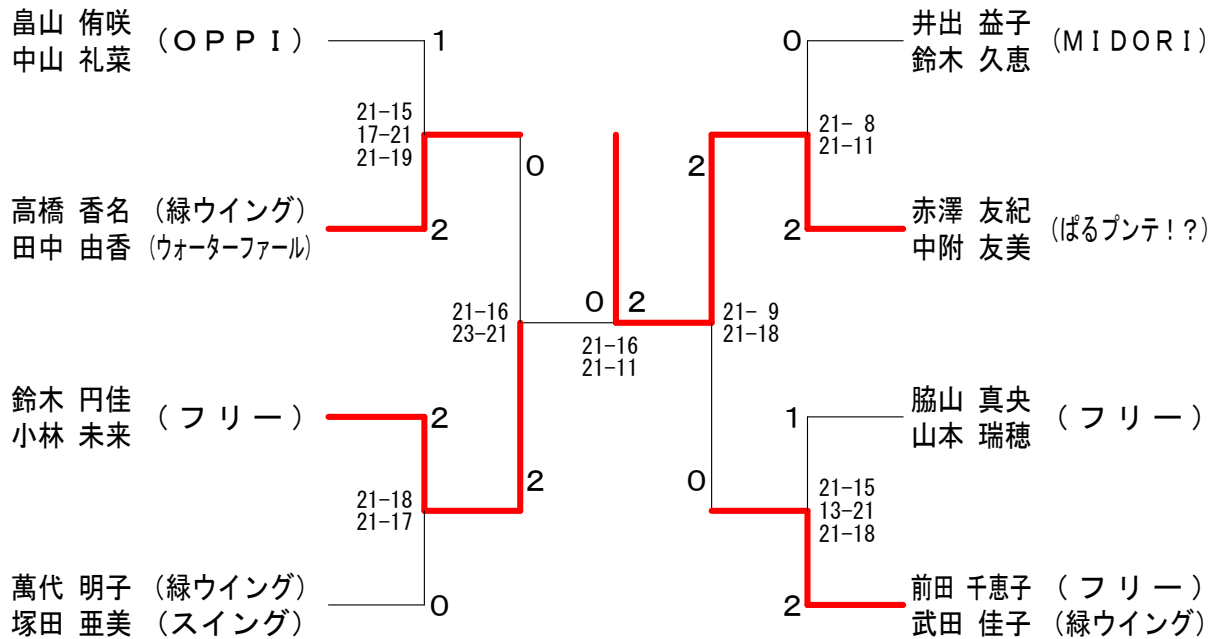 畠山 侑咲 (ＯＰＰＩ) 1
中山 礼菜
21-15
17-21
21-19
高橋 香名 (緑ウイング) 2
田中 由香 (ウォーターファール)
0
21-16
23-21
鈴木 円佳 (フリー) 2
小林 未来
21-18
21-17
2
萬代 明子 (緑ウイング) 0
塚田 亜美 (スイング)
0 2
21-16
21-11
0 井出 益子 (ＭＩＤＯＲＩ)
鈴木 久恵
21- 8
21-11
2
2 赤澤 友紀 (ぱるプンテ！？)
中附 友美
21- 9
21-18
1 脇山 真央 (フリー)
山本 瑞穂
0
21-15
13-21
21-18
2 前田 千恵子 (フリー)
武田 佳子 (緑ウイング)